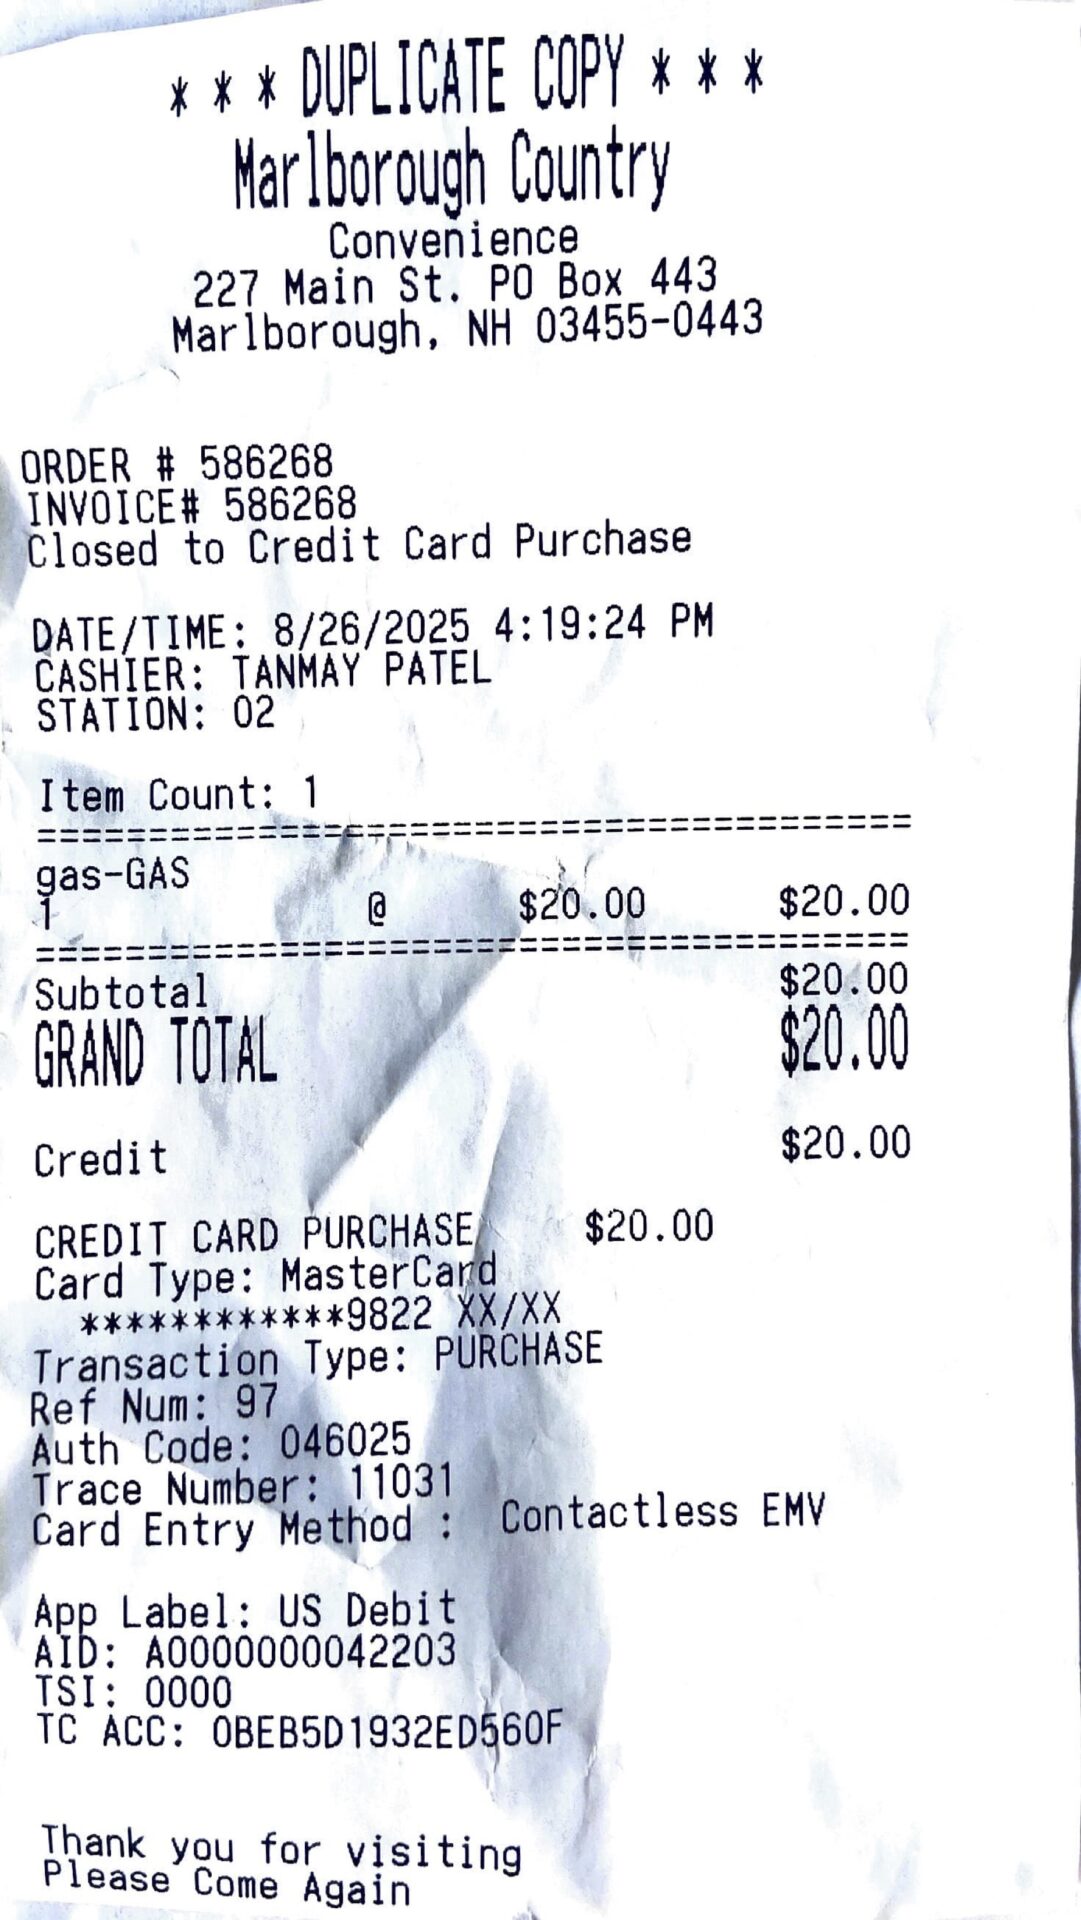 * * * DUPLICATE COPY * * *
Marlborough Country
Convenience
227 Main St. PO Box 443
Marlborough, NH 03455-0443
ORDER # 586268
INVOICE# 586268
Closed to Credit Card Purchase
DATE/TIME: 8/26/2025 4:19:24 PM
CASHIER: TANMAY PATEL
STATION: 02
Item Count: 1
========================================
gas-GAS
1 @ $20.00 $20.00
========================================
Subtotal $20.00
GRAND TOTAL $20.00
Credit $20.00
CREDIT CARD PURCHASE $20.00
Card Type: MasterCard
************9822 XX/XX
Transaction Type: PURCHASE
Ref Num: 97
Auth Code: 046025
Trace Number: 11031
Card Entry Method : Contactless EMV
App Label: US Debit
AID: A0000000042203
TSI: 0000
TC ACC: 0BEB5D1932ED560F
Thank you for visiting
Please Come Again